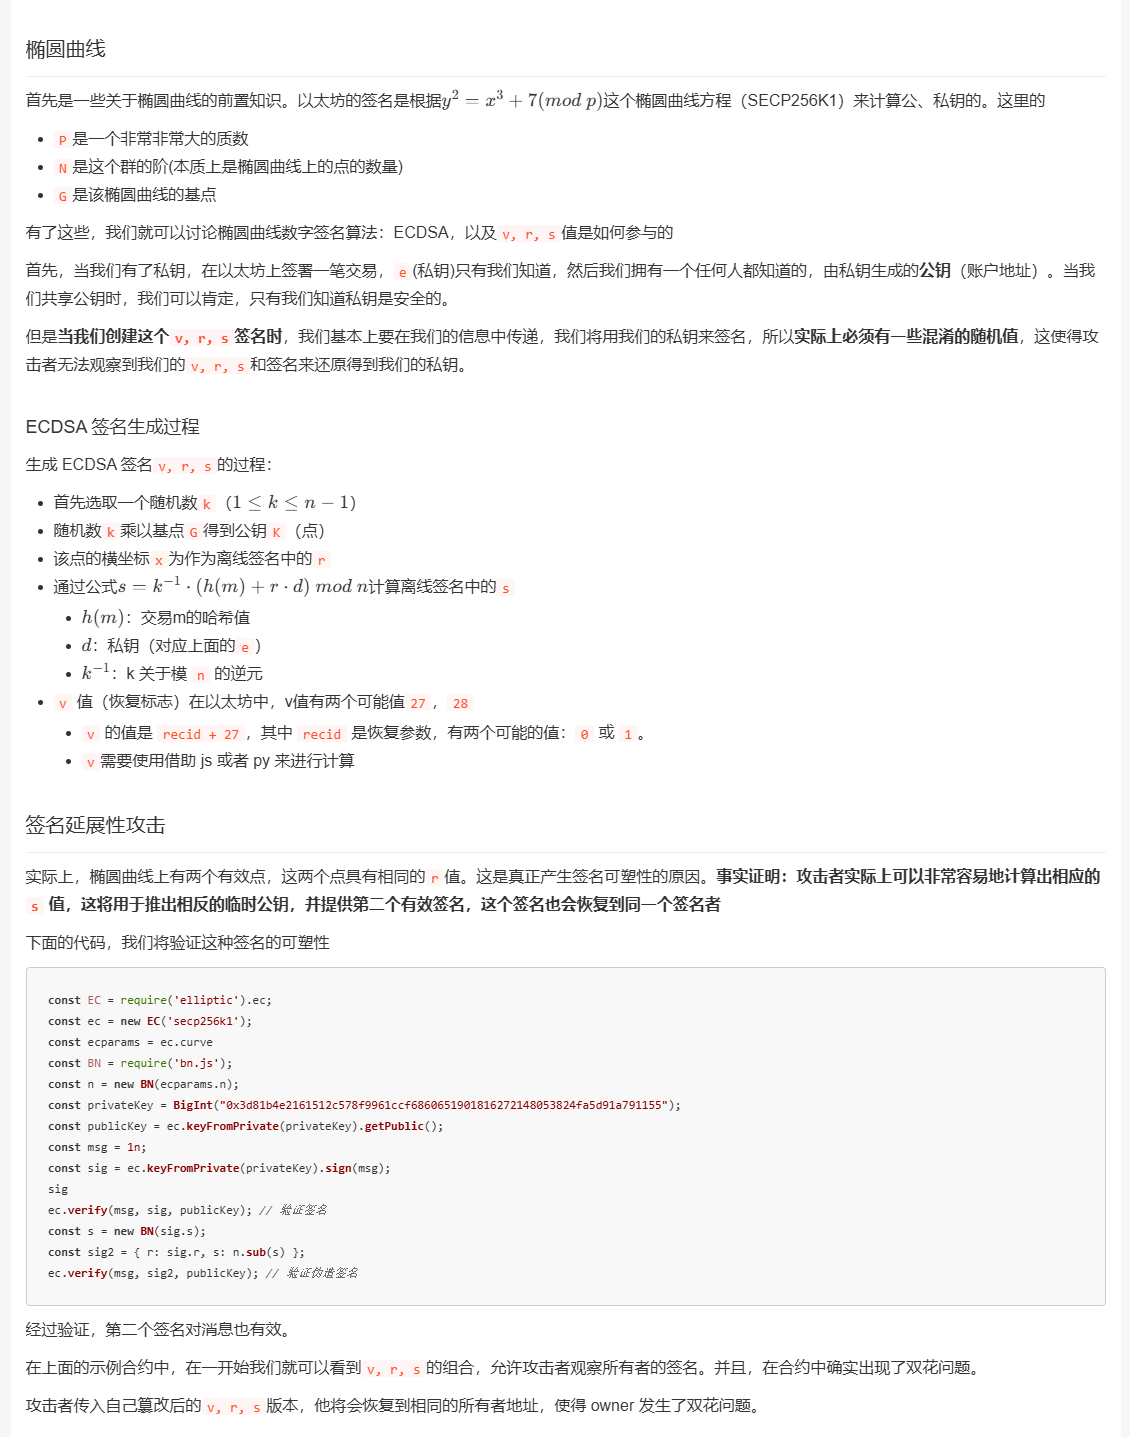 椭圆曲线
首先是一些关于椭圆曲线的前置知识。以太坊的签名是根据y² = x³ + 7(mod p)这个椭圆曲线方程（SECP256K1）来计算公、私钥的。这里的
• P 是一个非常非常大的质数
• N 是这个群的阶(本质上是椭圆曲线上的点的数量)
• G 是该椭圆曲线的基点
有了这些，我们就可以讨论椭圆曲线数字签名算法：ECDSA，以及 v, r, s 值是如何参与的
首先，当我们有了私钥，在以太坊上签署一笔交易， e (私钥)只有我们知道，然后我们拥有一个任何人都知道的，由私钥生成的公钥（账户地址）。当我
们共享公钥时，我们可以肯定，只有我们知道私钥是安全的。
但是当我们创建这个 v, r, s 签名时，我们基本上要在我们的信息中传递，我们将用我们的私钥来签名，所以实际上必须有一些混淆的随机值，这使得攻
击者无法观察到我们的 v, r, s 和签名来还原得到我们的私钥。
ECDSA 签名生成过程
生成 ECDSA 签名 v, r, s 的过程：
• 首先选取一个随机数 k （1 ≤ k ≤ n − 1）
• 随机数 k 乘以基点 G 得到公钥 K （点）
• 该点的横坐标 x 为作为离线签名中的 r
• 通过公式s = k⁻¹ · (h(m) + r · d) mod n计算离线签名中的 s
• h(m)：交易m的哈希值
• d：私钥（对应上面的 e ）
• k⁻¹：k 关于模 n 的逆元
• v 值（恢复标志）在以太坊中，v值有两个可能值 27 ， 28
• v 的值是 recid + 27 ，其中 recid 是恢复参数，有两个可能的值： 0 或 1 。
• v 需要使用借助 js 或者 py 来进行计算
签名延展性攻击
实际上，椭圆曲线上有两个有效点，这两个点具有相同的 r 值。这是真正产生签名可塑性的原因。事实证明：攻击者实际上可以非常容易地计算出相应的
s 值，这将用于推出相反的临时公钥，并提供第二个有效签名，这个签名也会恢复到同一个签名者
下面的代码，我们将验证这种签名的可塑性
const EC = require('elliptic').ec;
const ec = new EC('secp256k1');
const ecparams = ec.curve
const BN = require('bn.js');
const n = new BN(ecparams.n);
const privateKey = BigInt("0x3d81b4e2161512c578f9961ccf6860651901816272148053824fa5d91a791155");
const publicKey = ec.keyFromPrivate(privateKey).getPublic();
const msg = 1n;
const sig = ec.keyFromPrivate(privateKey).sign(msg);
sig
ec.verify(msg, sig, publicKey); // 验证签名
const s = new BN(sig.s);
const sig2 = { r: sig.r, s: n.sub(s) };
ec.verify(msg, sig2, publicKey); // 验证伪造签名
经过验证，第二个签名对消息也有效。
在上面的示例合约中，在一开始我们就可以看到 v, r, s 的组合，允许攻击者观察所有者的签名。并且，在合约中确实出现了双花问题。
攻击者传入自己篡改后的 v, r, s 版本，他将会恢复到相同的所有者地址，使得 owner 发生了双花问题。